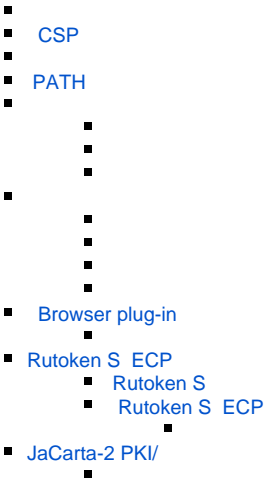 CSP
PATH
Browser plug-in
Rutoken S ECP
Rutoken S
Rutoken S ECP
JaCarta-2 PKI/